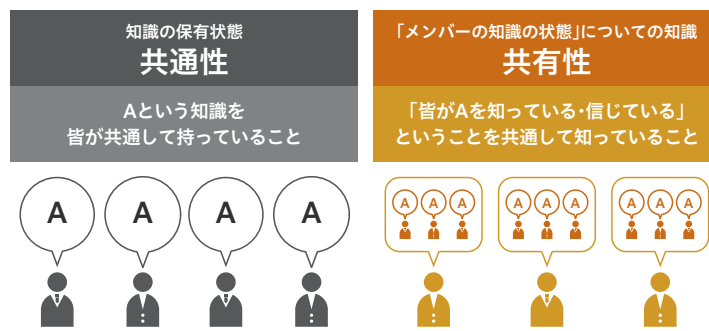 知識の保有状態
共通性
Aという知識を
皆が共通して持っていること
A A A A
「メンバーの知識の状態」についての知識
共有性
「皆がAを知っている・信じている」
ということを共通して知っていること
A A A A A A A A A